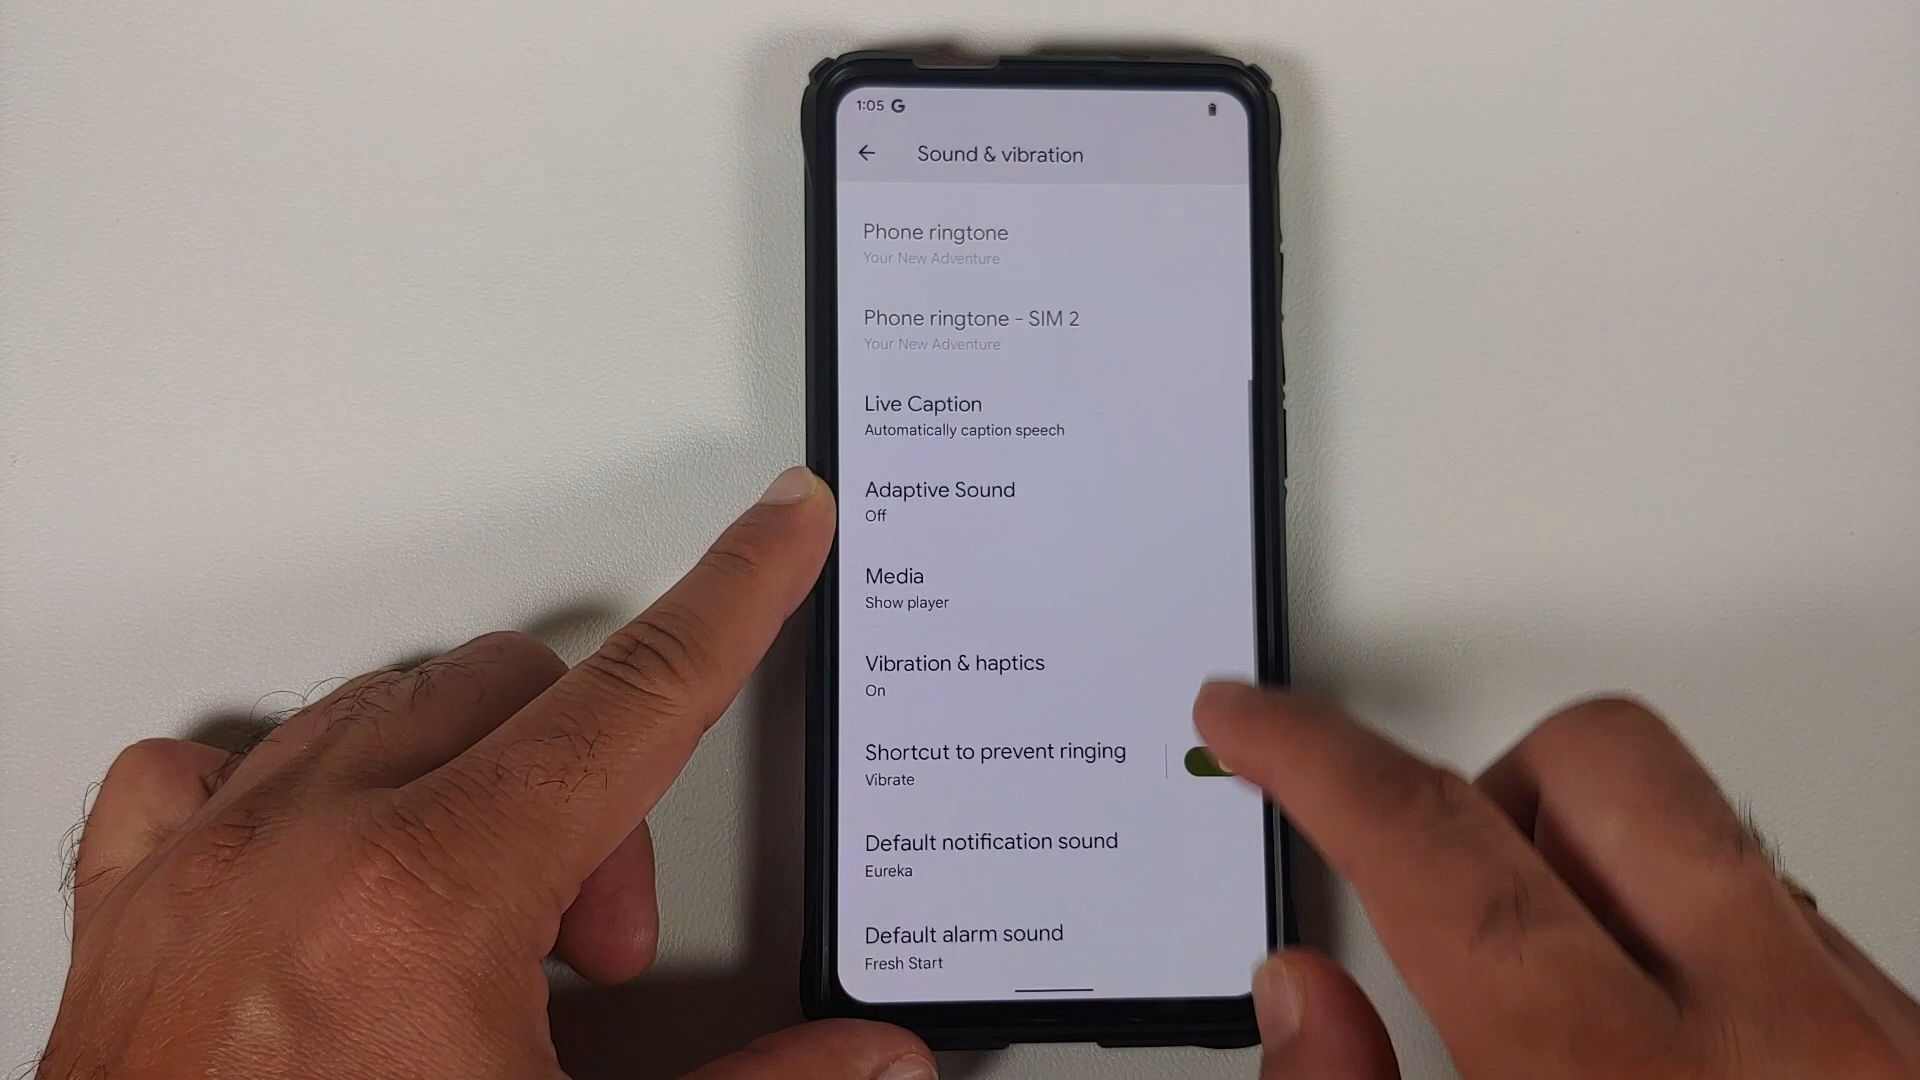 1:05 G
Sound & vibration
Phone ringtone
Your New Adventure
Phone ringtone - SIM 2
Your New Adventure
Live Caption
Automatically caption speech
Adaptive Sound
Off
Media
Show player
Vibration & haptics
On
Shortcut to prevent ringing
Vibrate
Default notification sound
Eureka
Default alarm sound
Fresh Start